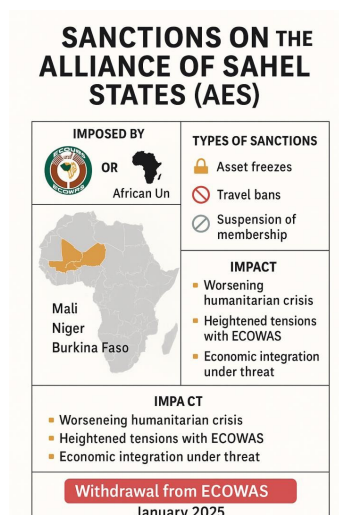 SANCTIONS ON THE
ALLIANCE OF SAHEL
STATES (AES)
IMPOSED BY
OR
African Un
TYPES OF SANCTIONS
Asset freezes
Travel bans
Suspension of
membership
Mali
Niger
Burkina Faso
IMPACT
Worsening
humanitarian crisis
Heightened tensions
with ECOWAS
Economic integration
under threat
IMPA CT
Worseneing humanitarian crisis
Heightened tensions with ECOWAS
Economic integration under threat
Withdrawal from ECOWAS
January 2025